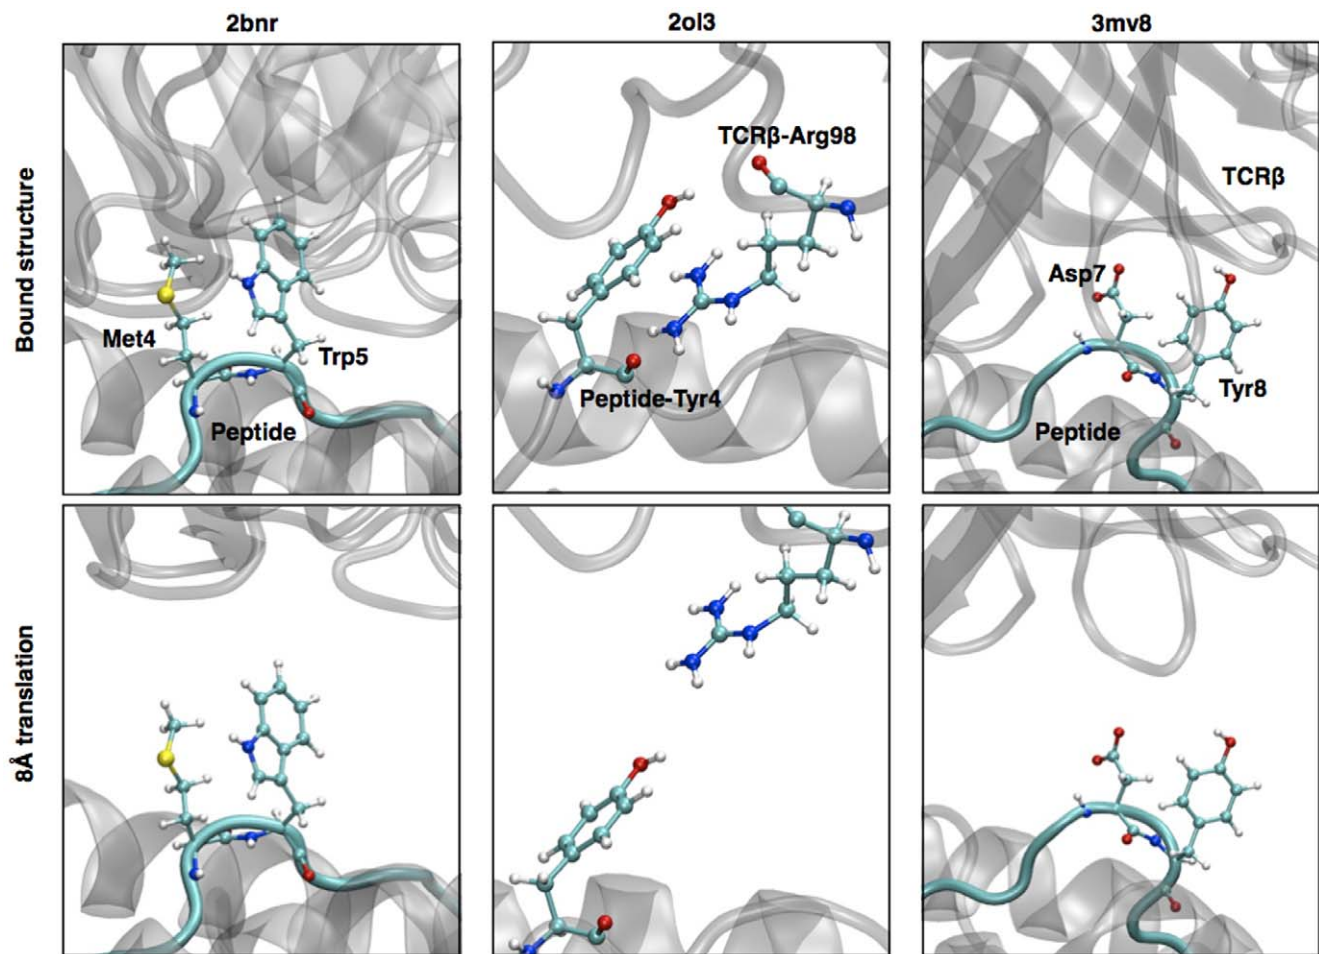 2bnr
2ol3
3mv8
Bound structure
Met4
Trp5
Peptide
TCRβ-Arg98
Peptide-Tyr4
TCRβ
Asp7
Tyr8
Peptide
8Å translation